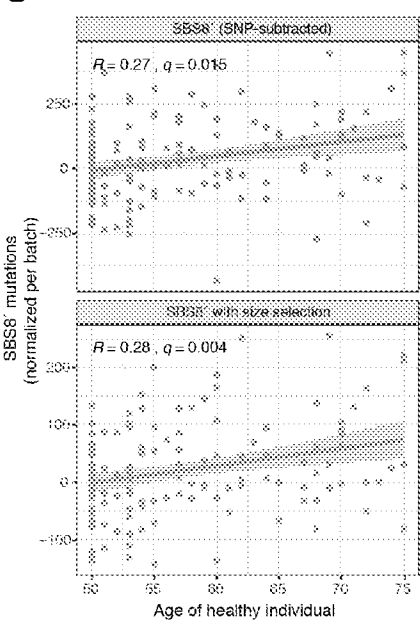 SBS8´ (SNP-subtracted)
R = 0.27, q = 0.015
250
0
-250
SBS8´ with size selection
R = 0.28, q = 0.004
200
100
0
-100
50 55 60 65 70 75
Age of healthy individual
SBS8´ mutations
(normalized per batch)